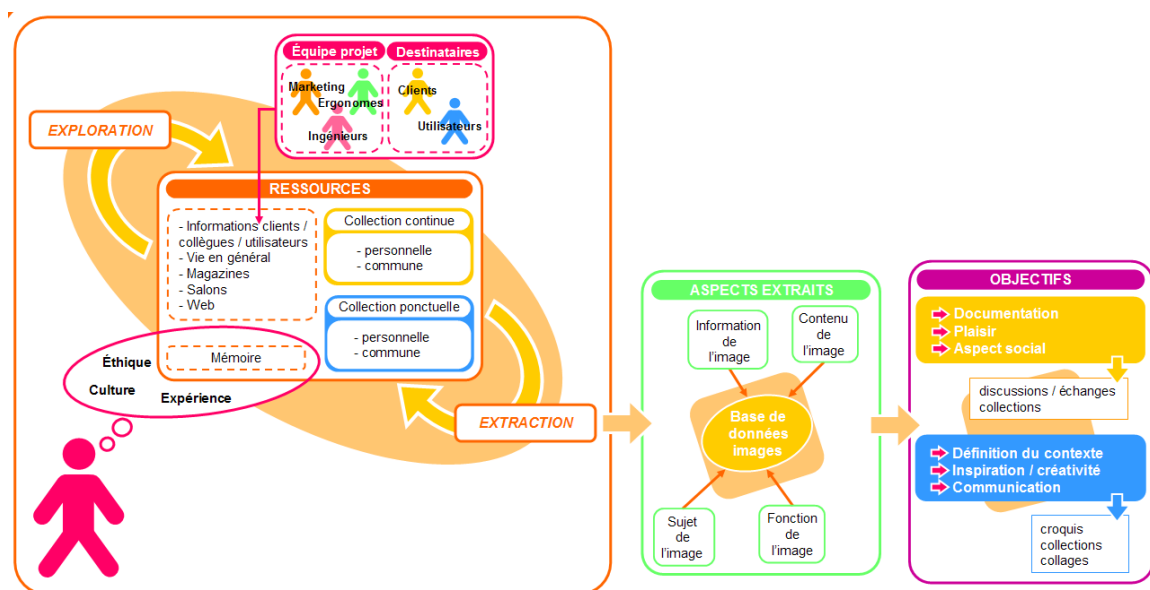 Équipe projet
Destinataires
Marketing
Ergonomes
Ingénieurs
Clients
Utilisateurs
EXPLORATION
RESSOURCES
- Informations clients /
collègues / utilisateurs
- Vie en général
- Magazines
- Salons
- Web
Collection continue
- personnelle
- commune
Collection ponctuelle
- personnelle
- commune
Mémoire
Éthique
Culture
Expérience
EXTRACTION
ASPECTS EXTRAITS
Information
de
l'image
Contenu
de
l'image
Base de
données
images
Sujet
de
l'image
Fonction
de
l'image
OBJECTIFS
Documentation
Plaisir
Aspect social
discussions / échanges
collections
Définition du contexte
Inspiration / créativité
Communication
croquis
collections
collages